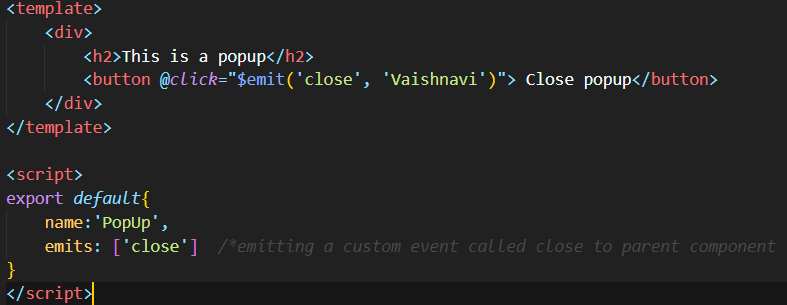 <template>
    <div>
        <h2>This is a popup</h2>
        <button @click="$emit('close', 'Vaishnavi')"> Close popup</button>
    </div>
</template>

<script>
export default{
    name:'PopUp',
    emits: ['close']  /*emitting a custom event called close to parent component
}
</script>